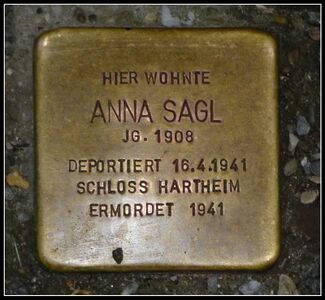 HIER WOHNTE
ANNA SAGL
JG. 1908
DEPORTIERT 16.4.1941
SCHLOSS HARTHEIM
ERMORDET 1941